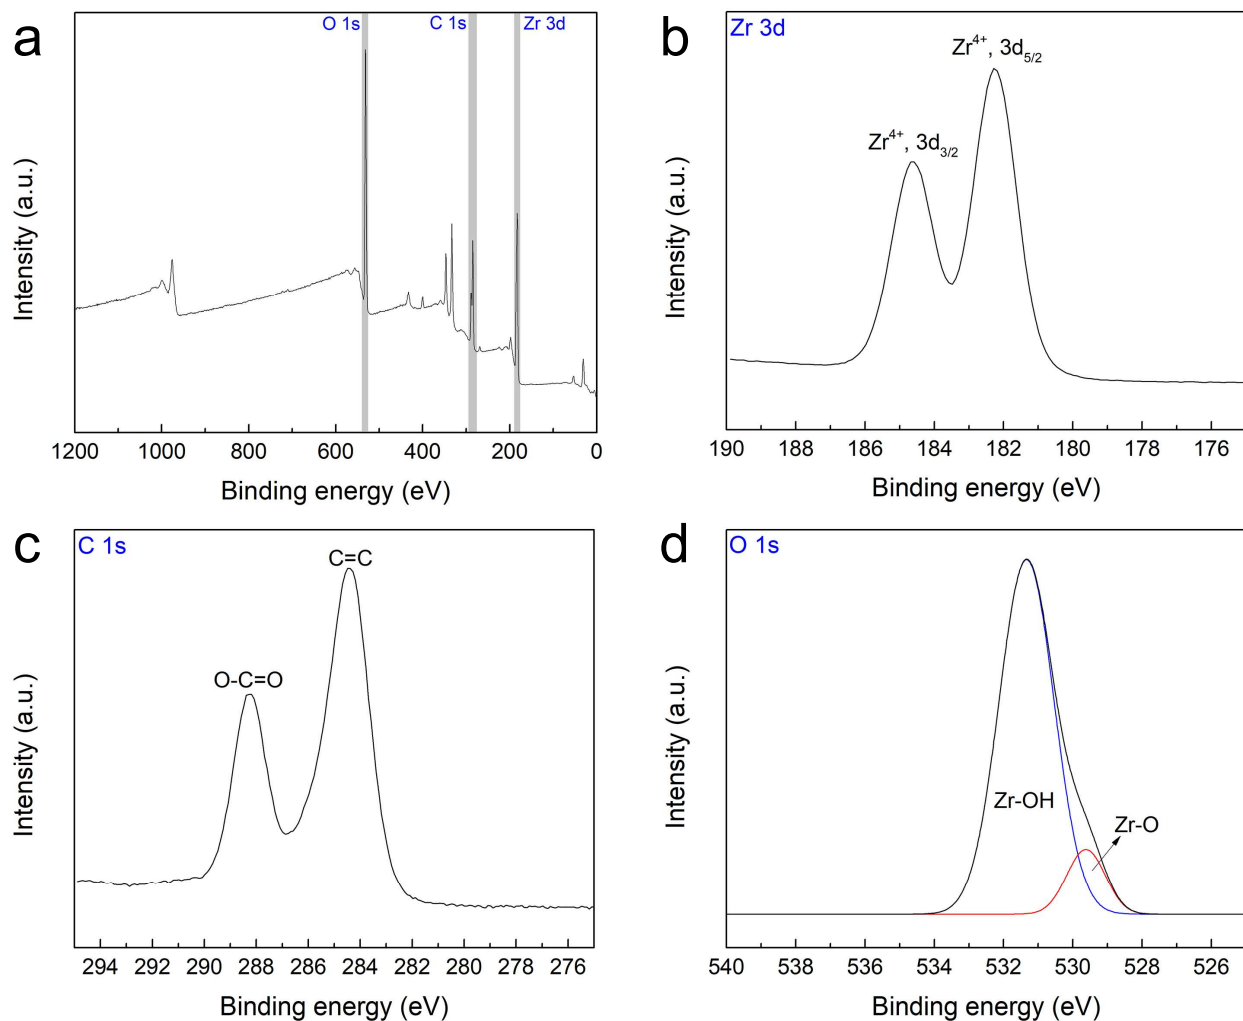 a
O 1s
C 1s
Zr 3d
Intensity (a.u.)
1200 1000 800 600 400 200 0
Binding energy (eV)
b
Zr 3d
Zr⁴⁺, 3d₅/₂
Zr⁴⁺, 3d₃/₂
Intensity (a.u.)
190 188 186 184 182 180 178 176
Binding energy (eV)
c
C 1s
C=C
O-C=O
Intensity (a.u.)
294 292 290 288 286 284 282 280 278 276
Binding energy (eV)
d
O 1s
Zr-OH
Zr-O
Intensity (a.u.)
540 538 536 534 532 530 528 526
Binding energy (eV)